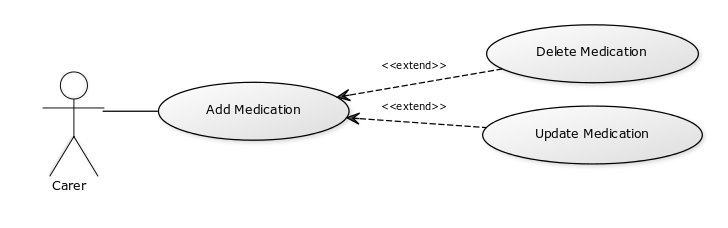 Delete Medication
<<extend>>
Add Medication
<<extend>>
Update Medication
Carer